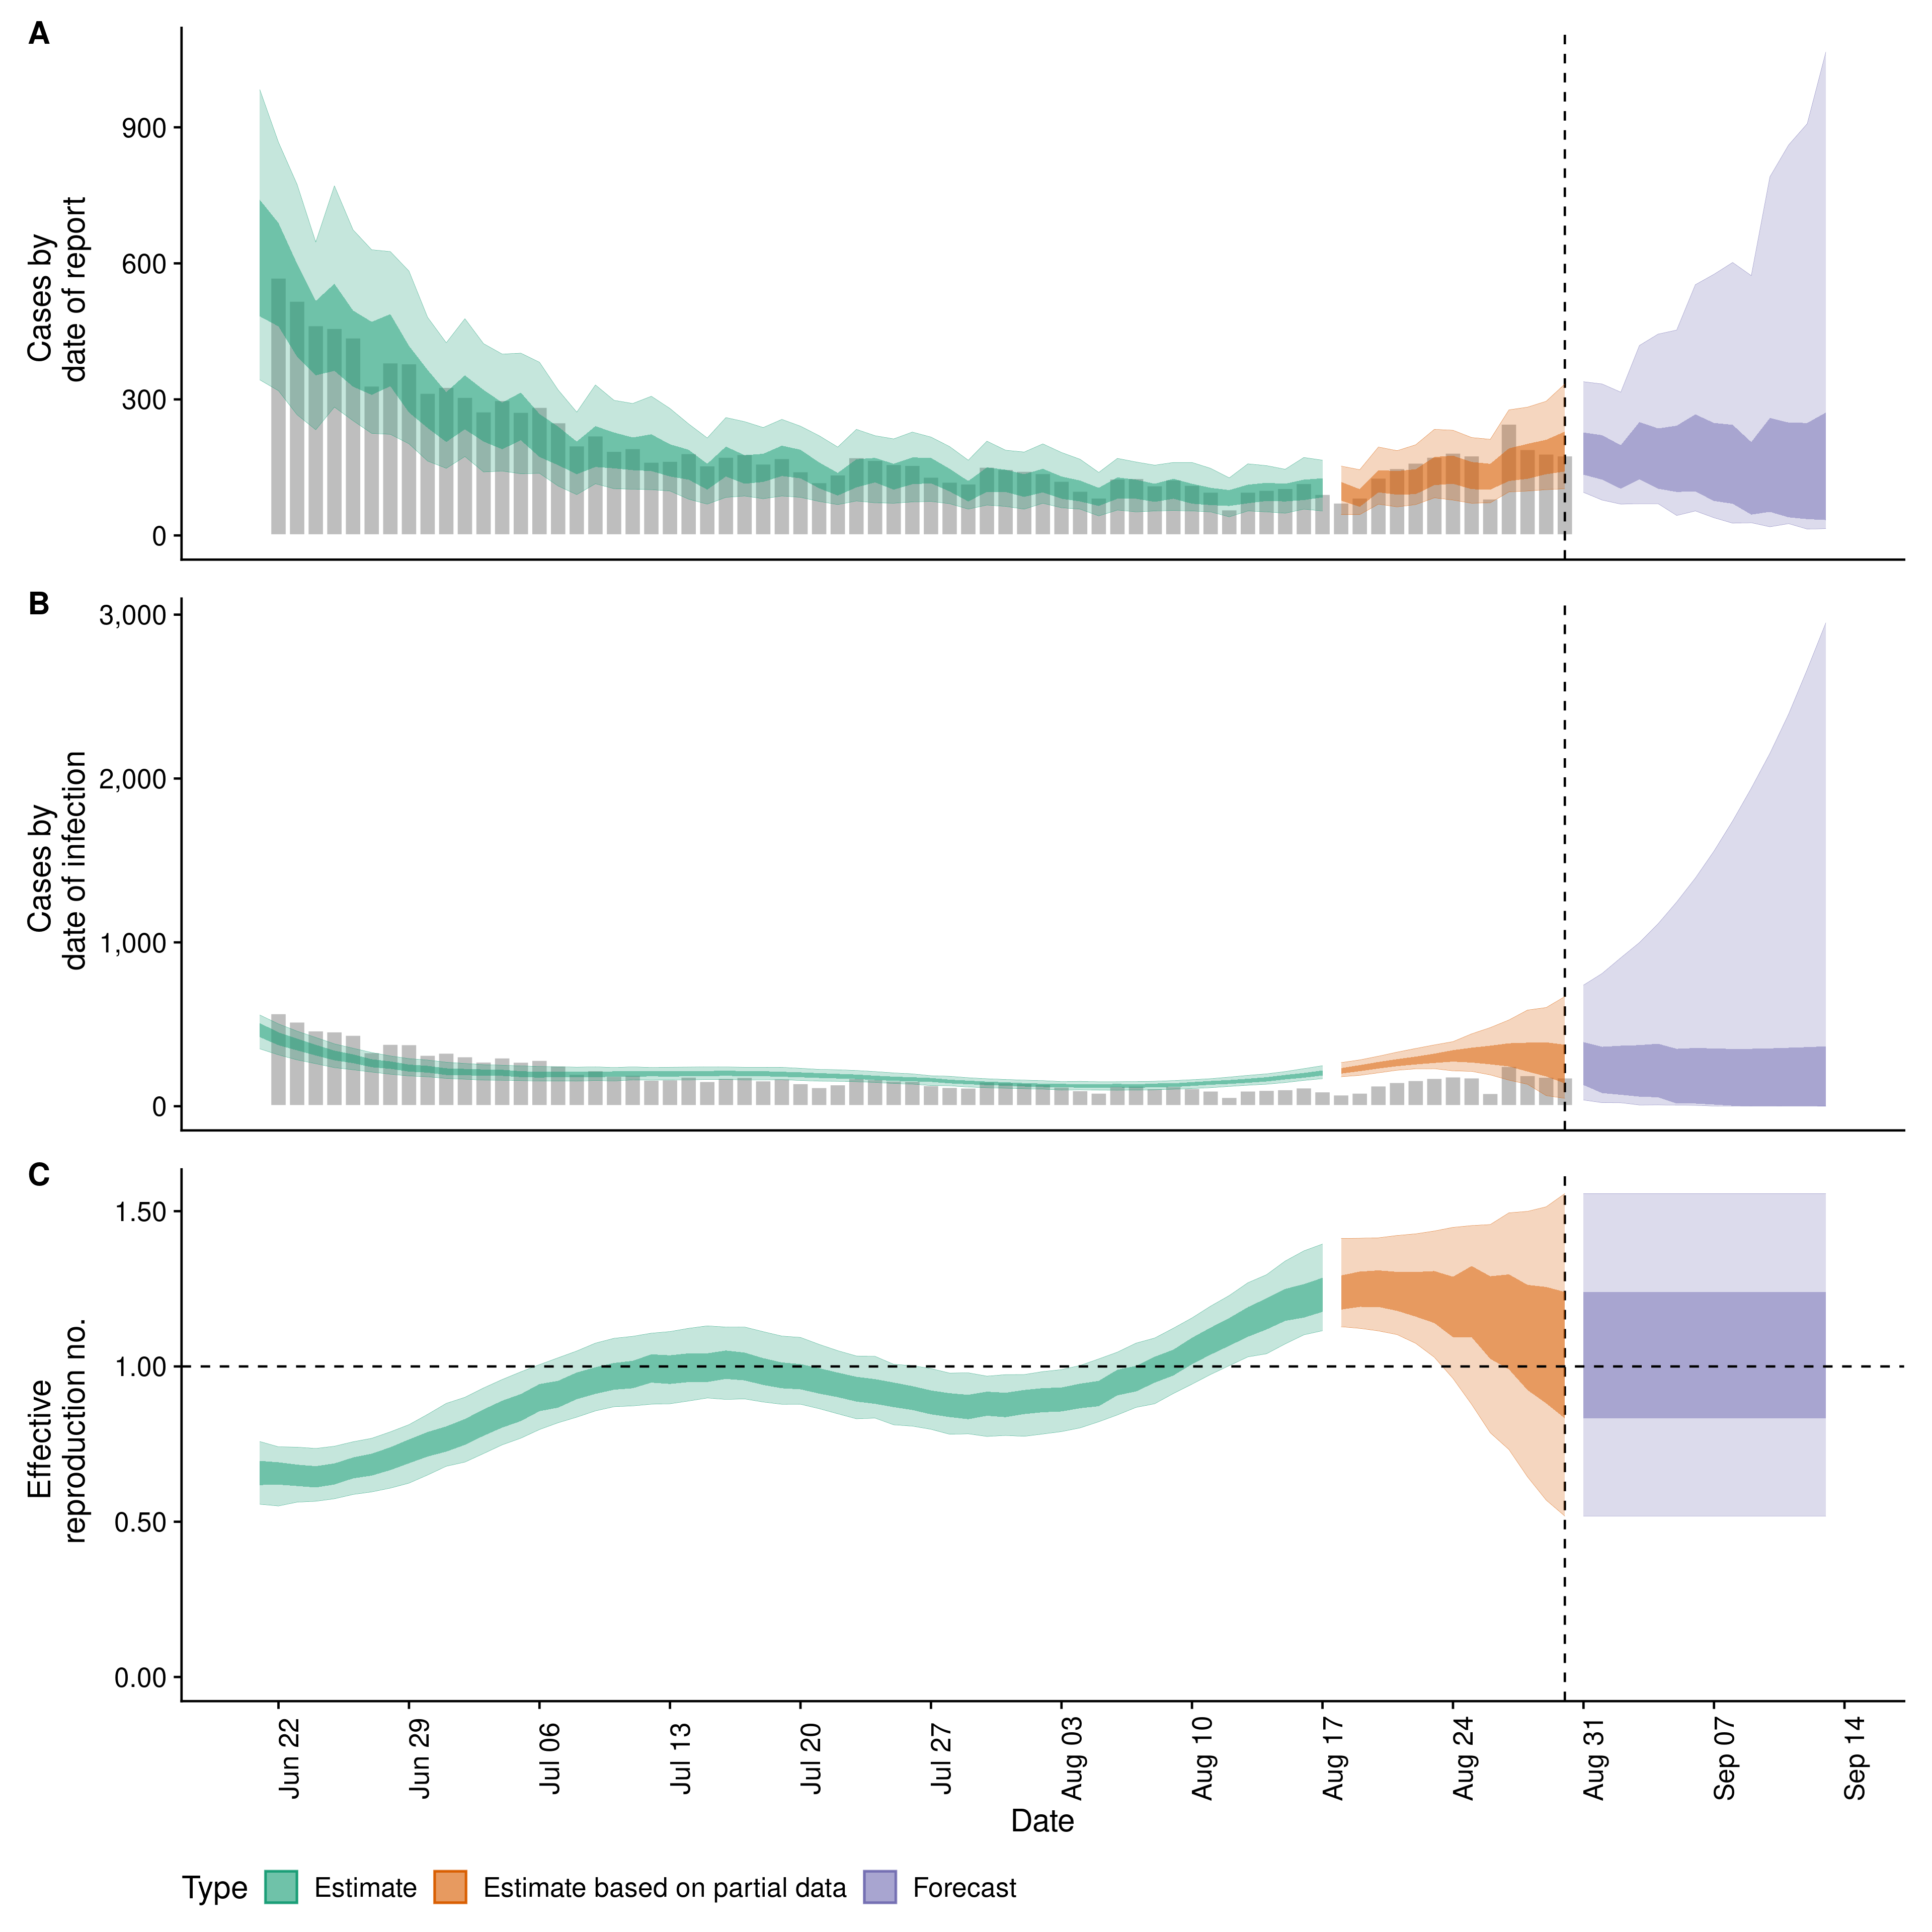 A
Cases by
date of report
900
600
300
0
B
Cases by
date of infection
3,000
2,000
1,000
0
C
Effective
reproduction no.
1.50
1.00
0.50
0.00
Jun 22
Jun 29
Jul 06
Jul 13
Jul 20
Jul 27
Aug 03
Aug 10
Aug 17
Aug 24
Aug 31
Sep 07
Sep 14
Date
Type Estimate Estimate based on partial data Forecast